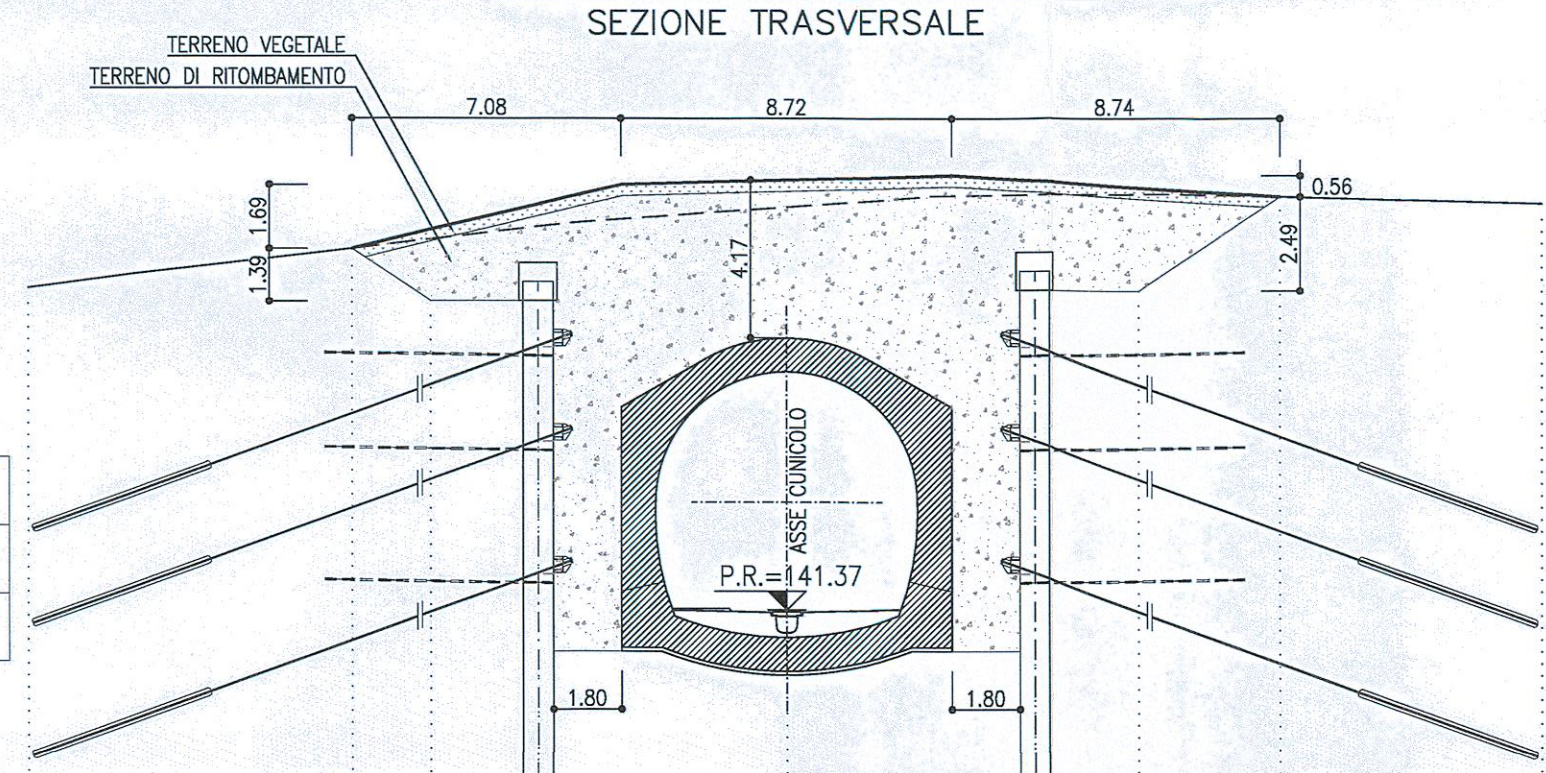 SEZIONE TRASVERSALE
TERRENO VEGETALE
TERRENO DI RITOMBAMENTO
7.08
8.72
8.74
1.69
1.39
4.17
0.56
2.49
ASSE CUNICOLO
P.R.=141.37
1.80
1.80